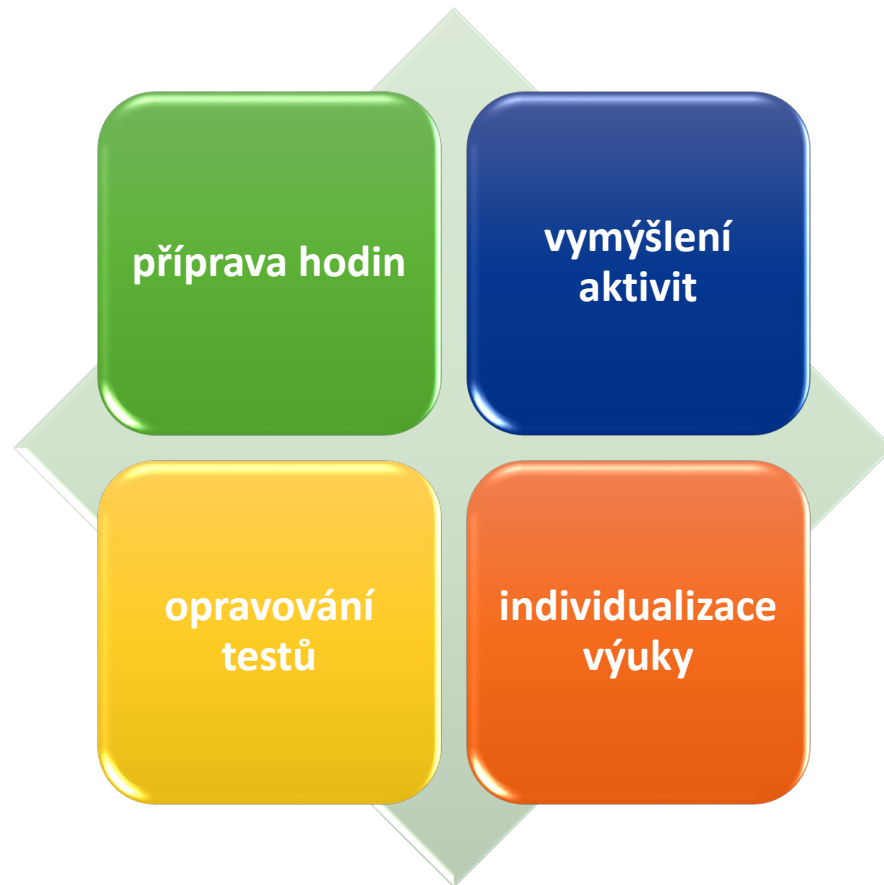 příprava hodin
vymýšlení
aktivit
opravování
testů
individualizace
výuky